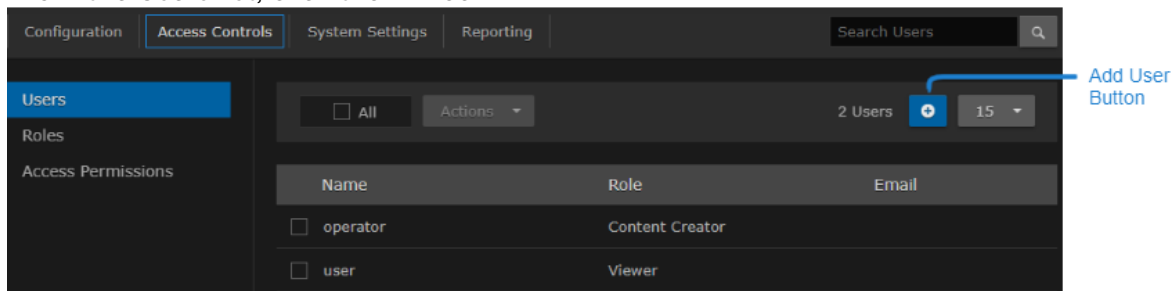 Configuration Access Controls System Settings Reporting Search Users
Add User
Button
Users
All Actions 2 Users 15
Roles
Access Permissions
Name Role Email
operator Content Creator
user Viewer